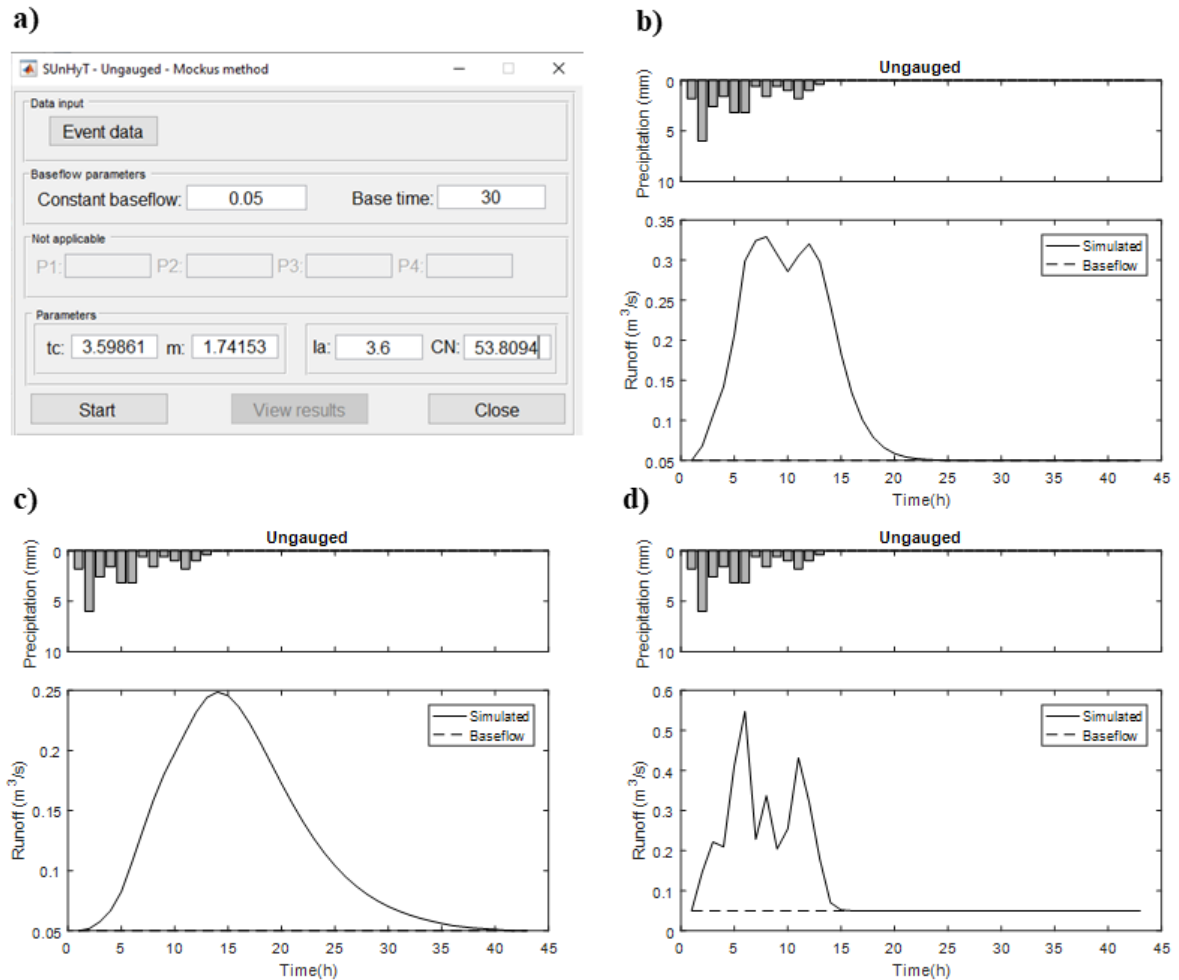 a)
SUnHyT - Ungauged - Mockus method
Data input
Event data
Baseflow parameters
Constant baseflow: 0.05 Base time: 30
Not applicable
P1: P2: P3: P4:
Parameters
tc: 3.59861 m: 1.74153 Ia: 3.6 CN: 53.8094
Start View results Close
b)
Ungauged
Precipitation (mm)
0
5
10
Runoff (m³/s)
0.35
0.3
0.25
0.2
0.15
0.1
0.05
Simulated
Baseflow
0 5 10 15 20 25 30 35 40 45
Time(h)
c)
Ungauged
Precipitation (mm)
0
5
10
Runoff (m³/s)
0.25
0.2
0.15
0.1
0.05
Simulated
Baseflow
0 5 10 15 20 25 30 35 40 45
Time(h)
d)
Ungauged
Precipitation (mm)
0
5
10
Runoff (m³/s)
0.6
0.5
0.4
0.3
0.2
0.1
0
Simulated
Baseflow
0 5 10 15 20 25 30 35 40 45
Time(h)